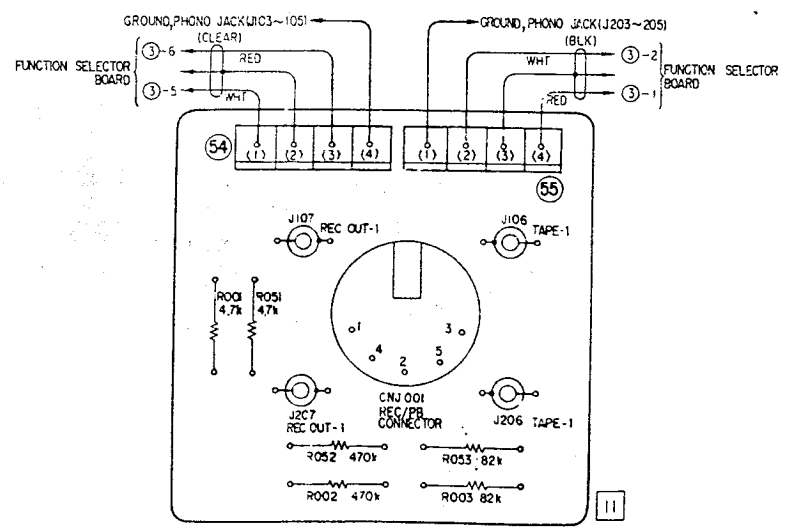 GROUND, PHONO JACK(J1C3~105)
GROUND, PHONO JACK(J203~205)
(CLEAR)
(BLK)
3-6
RED
WHT
3-2
FUNCTION SELECTOR
BOARD
FUNCTION SELECTOR
BOARD
3-5
WHT
RED
3-1
54
(1)
(2)
(3)
(4)
(1)
(2)
(3)
(4)
55
J107
REC OUT-1
J106
TAPE-1
R001
4.7k
R051
4.7k
1
3
4
5
2
CNJ001
REC/PB
CONNECTOR
J2C7
REC OUT-1
J206
TAPE-1
R052 470k
R053 82k
R002 470k
R003 82k
11